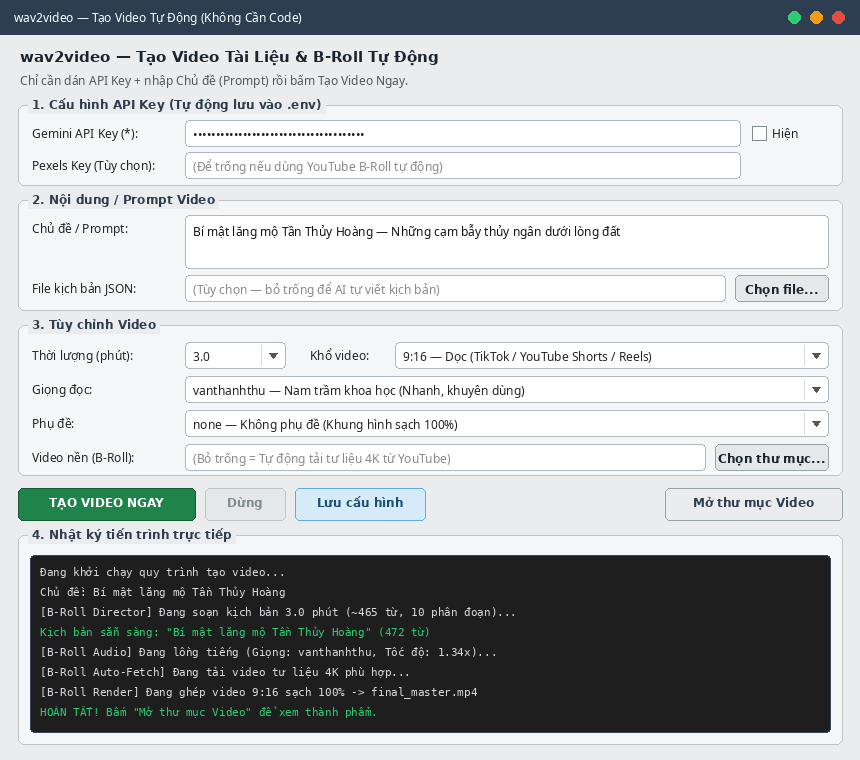 wav2video — Tạo Video Tự Động (Không Cần Code)
wav2video — Tạo Video Tài Liệu & B-Roll Tự Động
Chỉ cần dán API Key + nhập Chủ đề (Prompt) rồi bấm Tạo Video Ngay.
1. Cấu hình API Key (Tự động lưu vào .env)
Gemini API Key (*): •••••••••••••••••••••••••••••••••••••• Hiện
Pexels Key (Tùy chọn): (Để trống nếu dùng YouTube B-Roll tự động)
2. Nội dung / Prompt Video
Chủ đề / Prompt: Bí mật lăng mộ Tần Thủy Hoàng — Những cạm bẫy thủy ngân dưới lòng đất
File kịch bản JSON: (Tùy chọn — bỏ trống để AI tự viết kịch bản) Chọn file...
3. Tùy chỉnh Video
Thời lượng (phút): 3.0 Khổ video: 9:16 — Dọc (TikTok / YouTube Shorts / Reels)
Giọng đọc: vanthanhthu — Nam trầm khoa học (Nhanh, khuyên dùng)
Phụ đề: none — Không phụ đề (Khung hình sạch 100%)
Video nền (B-Roll): (Bỏ trống = Tự động tải tư liệu 4K từ YouTube) Chọn thư mục...
TẠO VIDEO NGAY Dừng Lưu cấu hình Mở thư mục Video
4. Nhật ký tiến trình trực tiếp
Đang khởi chạy quy trình tạo video...
Chủ đề: Bí mật lăng mộ Tần Thủy Hoàng
[B-Roll Director] Đang soạn kịch bản 3.0 phút (~465 từ, 10 phân đoạn)...
Kịch bản sẵn sàng: "Bí mật lăng mộ Tần Thủy Hoàng" (472 từ)
[B-Roll Audio] Đang lồng tiếng (Giọng: vanthanhthu, Tốc độ: 1.34x)...
[B-Roll Auto-Fetch] Đang tải video tư liệu 4K phù hợp...
[B-Roll Render] Đang ghép video 9:16 sạch 100% -> final_master.mp4
HOÀN TẤT! Bấm "Mở thư mục Video" để xem thành phẩm.